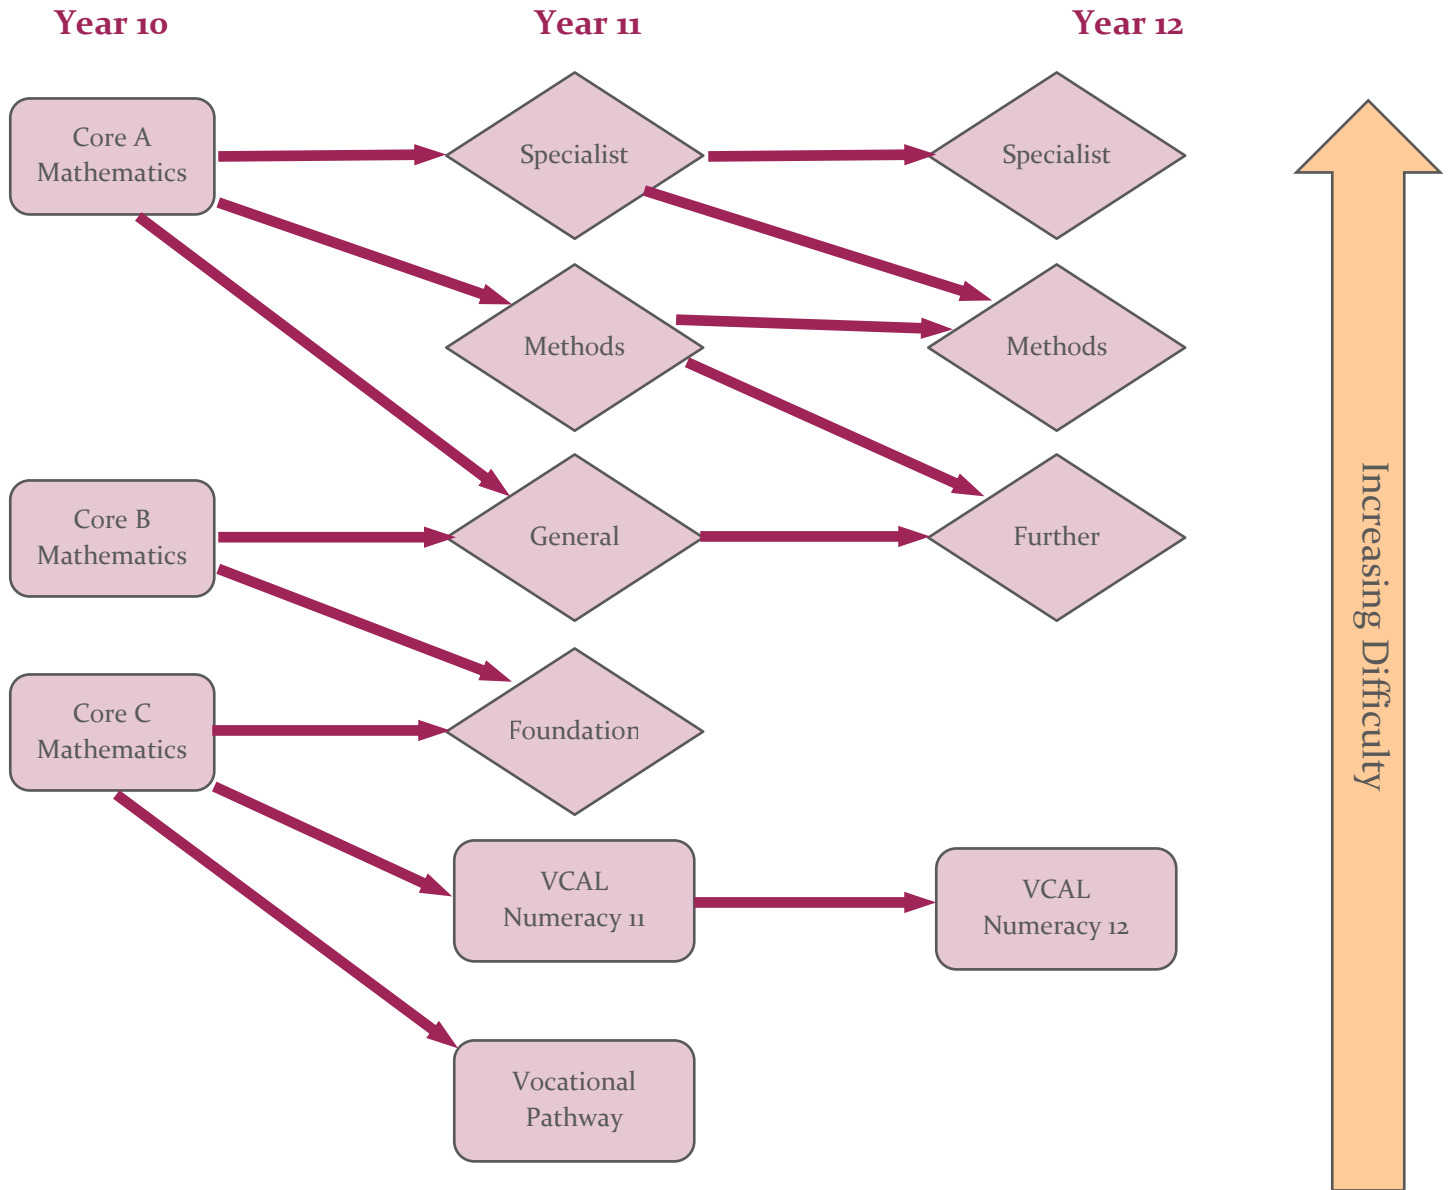 Year 10
Year 11
Year 12
Core A
Mathematics
Specialist
Specialist
Methods
Methods
Core B
Mathematics
General
Further
Core C
Mathematics
Foundation
VCAL
Numeracy 11
VCAL
Numeracy 12
Vocational
Pathway
Increasing Difficulty